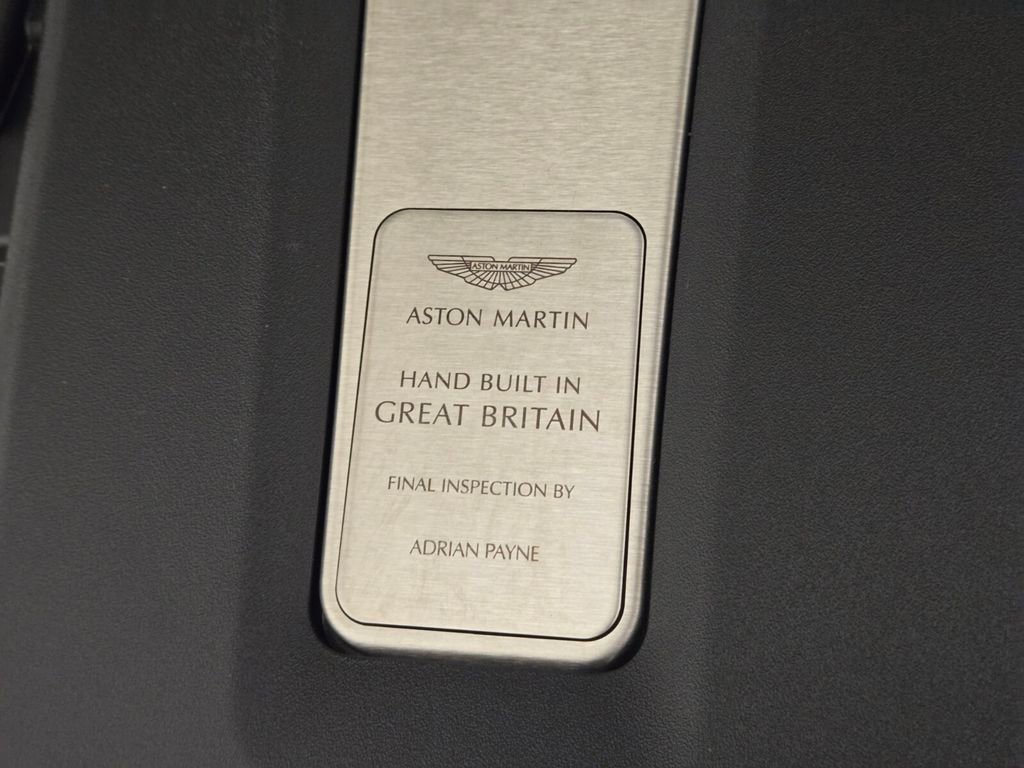 ASTON MARTIN
ASTON MARTIN
HAND BUILT IN
GREAT BRITAIN
FINAL INSPECTION BY
ADRIAN PAYNE